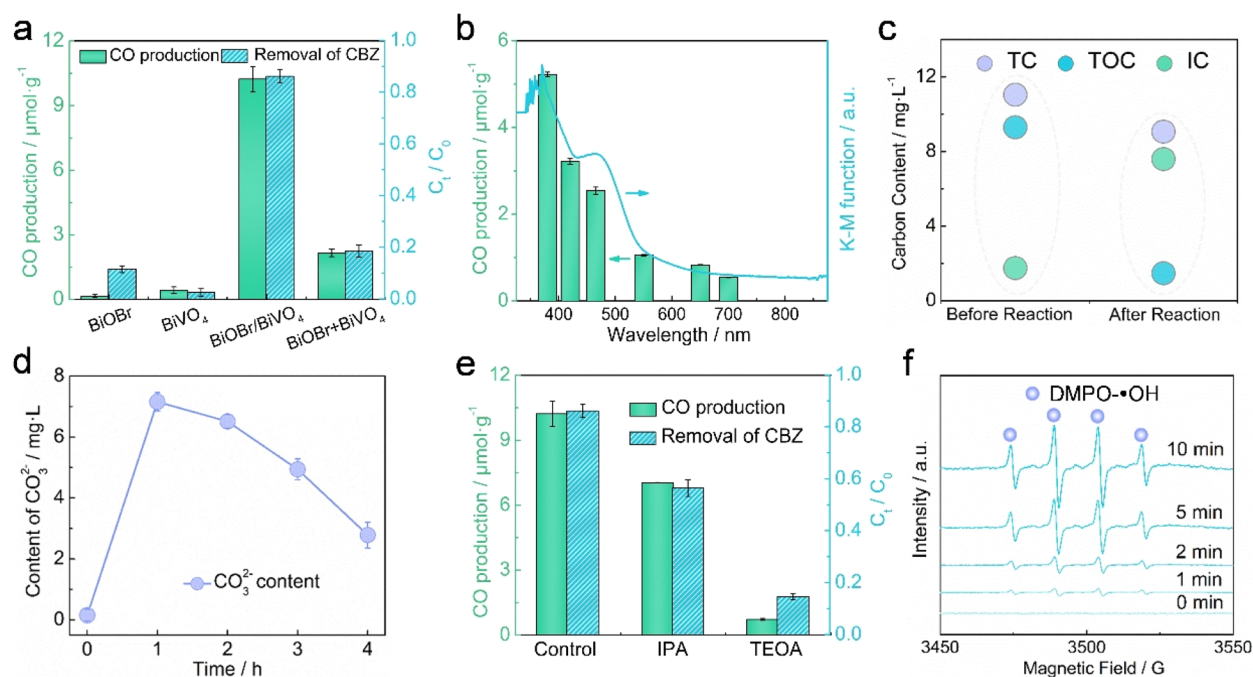 a
CO production
Removal of CBZ
CO production / μmol·g⁻¹
12
9
6
3
0
Cₜ / C₀
1.0
0.8
0.6
0.4
0.2
0.0
BiOBr
BiVO₄
BiOBr/BiVO₄
BiOBr+BiVO₄
b
CO production / μmol·g⁻¹
6
4
2
0
K-M function / a.u.
400
500
600
700
800
Wavelength / nm
c
TC
TOC
IC
Carbon Content / mg·L⁻¹
12
8
4
0
Before Reaction
After Reaction
d
Content of CO₃²⁻ / mg·L
8
6
4
2
0
CO₃²⁻ content
0
1
2
3
4
Time / h
e
CO production / μmol·g⁻¹
12
9
6
3
0
CO production
Removal of CBZ
Cₜ / C₀
1.0
0.8
0.6
0.4
0.2
0.0
Control
IPA
TEOA
f
DMPO-•OH
Intensity / a.u.
10 min
5 min
2 min
1 min
0 min
3450
3500
3550
Magnetic Field / G